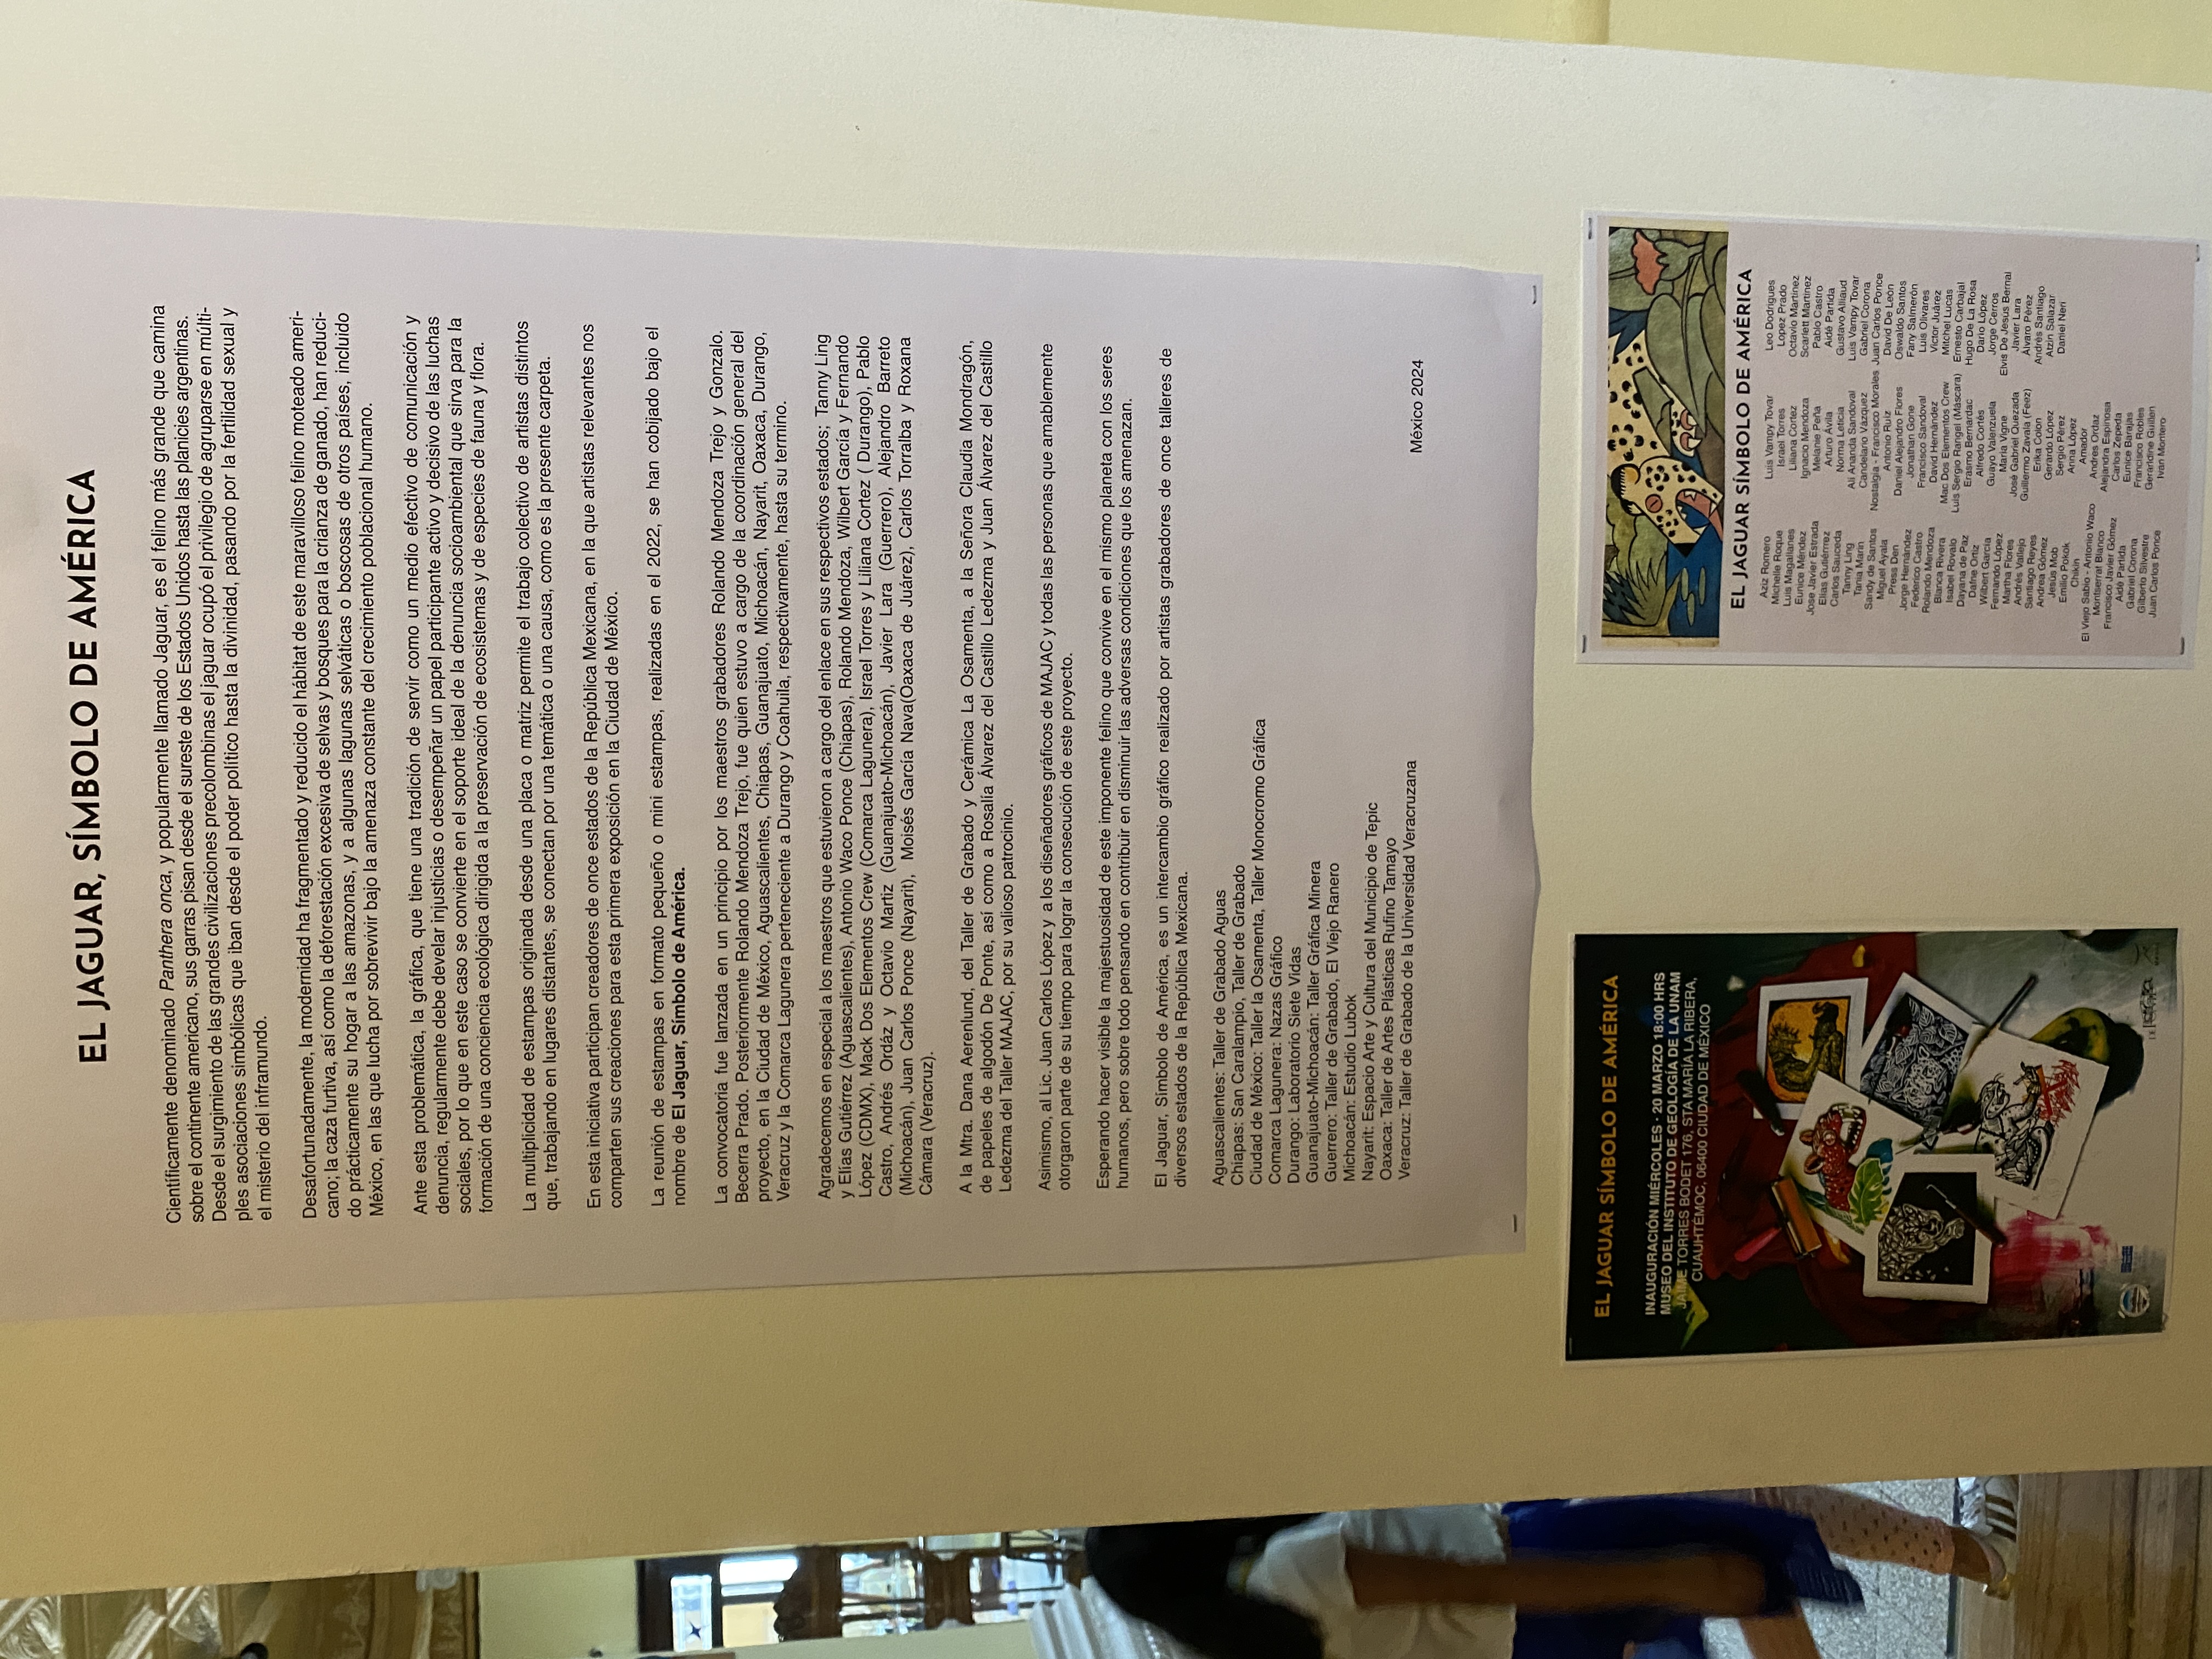 EL JAGUAR, SÍMBOLO DE AMÉRICA
Científicamente denominado Panthera onca, y popularmente llamado Jaguar, es el felino más grande que camina
sobre el continente americano, sus garras pisan desde el sureste de los Estados Unidos hasta las planicies argentinas.
Desde el surgimiento de las grandes civilizaciones precolombinas el jaguar ocupó el privilegio de agruparse en múlti-
ples asociaciones simbólicas que iban desde el poder político hasta la divinidad, pasando por la fertilidad sexual y
el misterio del inframundo.
Desafortunadamente, la modernidad ha fragmentado y reducido el hábitat de este maravilloso felino moteado ameri-
cano; la caza furtiva, así como la deforestación excesiva de selvas y bosques para la crianza de ganado, han reduci-
do prácticamente su hogar a las amazonas, y a algunas lagunas selváticas o boscosas de otros países, incluido
México, en las que lucha por sobrevivir bajo la amenaza constante del crecimiento poblacional humano.
Ante esta problemática, la gráfica, que tiene una tradición de servir como un medio efectivo de comunicación y
denuncia, regularmente debe develar injusticias o desempeñar un papel participante activo y decisivo de las luchas
sociales, por lo que en este caso se convierte en el soporte ideal de la denuncia socioambiental que sirva para la
formación de una conciencia ecológica dirigida a la preservación de ecosistemas y de especies de fauna y flora.
La multiplicidad de estampas originada desde una placa o matriz permite el trabajo colectivo de artistas distintos
que, trabajando en lugares distantes, se conectan por una temática o una causa, como es la presente carpeta.
En esta iniciativa participan creadores de once estados de la República Mexicana, en la que artistas relevantes nos
comparten sus creaciones para esta primera exposición en la Ciudad de México.
La reunión de estampas en formato pequeño o mini estampas, realizadas en el 2022, se han cobijado bajo el
nombre de El Jaguar, Símbolo de América.
La convocatoria fue lanzada en un principio por los maestros grabadores Rolando Mendoza Trejo y Gonzalo.
Becerra Prado. Posteriormente Rolando Mendoza Trejo, fue quien estuvo a cargo de la coordinación general del
proyecto, en la Ciudad de México, Aguascalientes, Chiapas, Guanajuato, Michoacán, Nayarit, Oaxaca, Durango,
Veracruz y la Comarca Lagunera perteneciente a Durango y Coahuila, respectivamente, hasta su termino.
Agradecemos en especial a los maestros que estuvieron a cargo del enlace en sus respectivos estados; Tanny Ling
y Elías Gutiérrez (Aguascalientes), Antonio Waco Ponce (Chiapas), Rolando Mendoza, Wilbert García y Fernando
López (CDMX), Mack Dos Elementos Crew (Comarca Lagunera), Israel Torres y Liliana Cortez ( Durango), Pablo
Castro, Andrés Ordáz y Octavio Martiz (Guanajuato-Michoacán), Javier Lara (Guerrero), Alejandro Barreto
(Michoacán), Juan Carlos Ponce (Nayarit), Moisés García Nava(Oaxaca de Juárez), Carlos Torralba y Roxana
Cámara (Veracruz).
A la Mtra. Dana Aerenlund, del Taller de Grabado y Cerámica La Osamenta, a la Señora Claudia Mondragón,
de papeles de algodón De Ponte, así como a Rosalía Álvarez del Castillo Ledezma y Juan Álvarez del Castillo
Ledezma del Taller MAJAC, por su valioso patrocinio.
Asimismo, al Lic. Juan Carlos López y a los diseñadores gráficos de MAJAC y todas las personas que amablemente
otorgaron parte de su tiempo para lograr la consecución de este proyecto.
Esperando hacer visible la majestuosidad de este imponente felino que convive en el mismo planeta con los seres
humanos, pero sobre todo pensando en contribuir en disminuir las adversas condiciones que los amenazan.
El Jaguar, Símbolo de América, es un intercambio gráfico realizado por artistas grabadores de once talleres de
diversos estados de la República Mexicana.
Aguascalientes: Taller de Grabado Aguas
Chiapas: San Caralampio, Taller de Grabado
Ciudad de México: Taller la Osamenta, Taller Monocromo Gráfica
Comarca Lagunera: Nazas Gráfico
Durango: Laboratorio Siete Vidas
Guanajuato-Michoacán: Taller Gráfica Minera
Guerrero: Taller de Grabado, El Viejo Ranero
Michoacán: Estudio Lubok
Nayarit: Espacio Arte y Cultura del Municipio de Tepic
Oaxaca: Taller de Artes Plásticas Rufino Tamayo
Veracruz: Taller de Grabado de la Universidad Veracruzana
México 2024
EL JAGUAR SÍMBOLO DE AMÉRICA
INAUGURACIÓN MIÉRCOLES · 20 MARZO 18:00 HRS
MUSEO DEL INSTITUTO DE GEOLOGÍA DE LA UNAM
JAIME TORRES BODET 176, STA MARÍA LA RIBERA,
CUAUHTÉMOC, 06400 CIUDAD DE MÉXICO
EL JAGUAR SÍMBOLO DE AMÉRICA
Aziz Romero
Michelle Roque
Luis Magallanes
Eunice Méndez
Jose Javier Estrada
Elías Gutiérrrez
Carlos Sauceda
Tanny Ling
Tania Marin
Sandy de Santos
Miguel Ayala
Press Den
Jorge Hernández
Federico Castro
Rolando Mendoza
Blanca Rivera
Isabel Rovalo
Dayana de Paz
Dafne Ortiz
Wilbert García
Fernando López
Martha Flores
Andrés Vallejo
Santiago Reyes
Andrea Gómez
Jesús Mob
Emilio Pokok
Chikin
El Viejo Sabio - Antonio Waco
Montserrat Blanco
Francisco Javier Gómez
Aidé Partida
Gabriel Corona
Gilberto Silvestre
Juan Carlos Ponce
Luis Vampy Tovar
Israel Torres
Liliana Cortez
Ignacio Mendoza
Melanie Peña
Arturo Ávila
Norma Leticia
Alí Ananda Sandoval
Candelario Vázquez
Nostalgia - Francisco Morales
Antonio Ruíz
Daniel Alejandro Flores
Jonathan Gone
Francisco Sandoval
David Hernández
Mac Dos Elementos Crew
Luis Sergio Rangel (Máscara)
Erasmo Bernardac
Alfredo Cortés
Guayo Valenzuela
Maria Vigne
José Gabriel Quezada
Guillermo Zavala (Feez)
Erika Colon
Gerardo López
Sergio Pérez
Anna López
Amador
Andres Ordaz
Alejandra Espinosa
Carlos Zepeda
Eunice Barajas
Francisco Robles
Gerarldine Guillen
Ivan Montero
Leo Dodrigues
Lopez Prado
Octavio Martínez
Scarlett Martínez
Pablo Castro
Aidé Partida
Gustavo Alliaud
Luis Vampy Tovar
Gabriel Corona
Juan Carlos Ponce
David De León
Oswaldo Santos
Fany Salmerón
Luis Olivares
Victor Juárez
Mitchel Lucas
Ernesto Carbajal
Hugo De La Rosa
Dario López
Jorge Cerros
Elvis De Jesús Bernal
Javier Lara
Álvaro Pérez
Andrés Santiago
Atzin Salazar
Daniel Neri